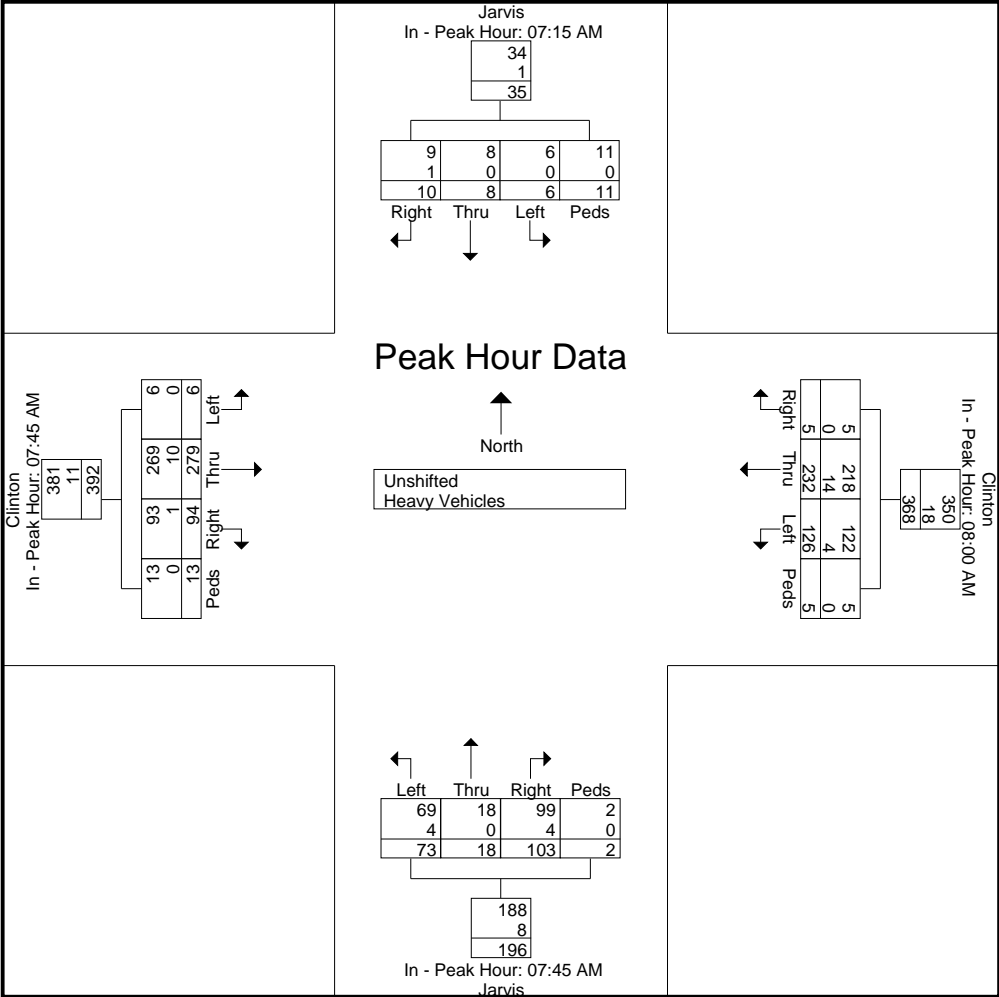 Jarvis
In - Peak Hour: 07:15 AM
34
1
35
9 8 6 11
1 0 0 0
10 8 6 11
Right Thru Left Peds
Peak Hour Data
North
Unshifted
Heavy Vehicles
Clinton
In - Peak Hour: 07:45 AM
381
11
392
6 0 6
269 10 279
93 1 94
13 0 13
Left
Thru
Right
Peds
Clinton
In - Peak Hour: 08:00 AM
350
18
368
5 0 5
218 14 232
122 4 126
5 0 5
Right
Thru
Left
Peds
Left Thru Right Peds
69 18 99 2
4 0 4 0
73 18 103 2
188
8
196
In - Peak Hour: 07:45 AM
Jarvis